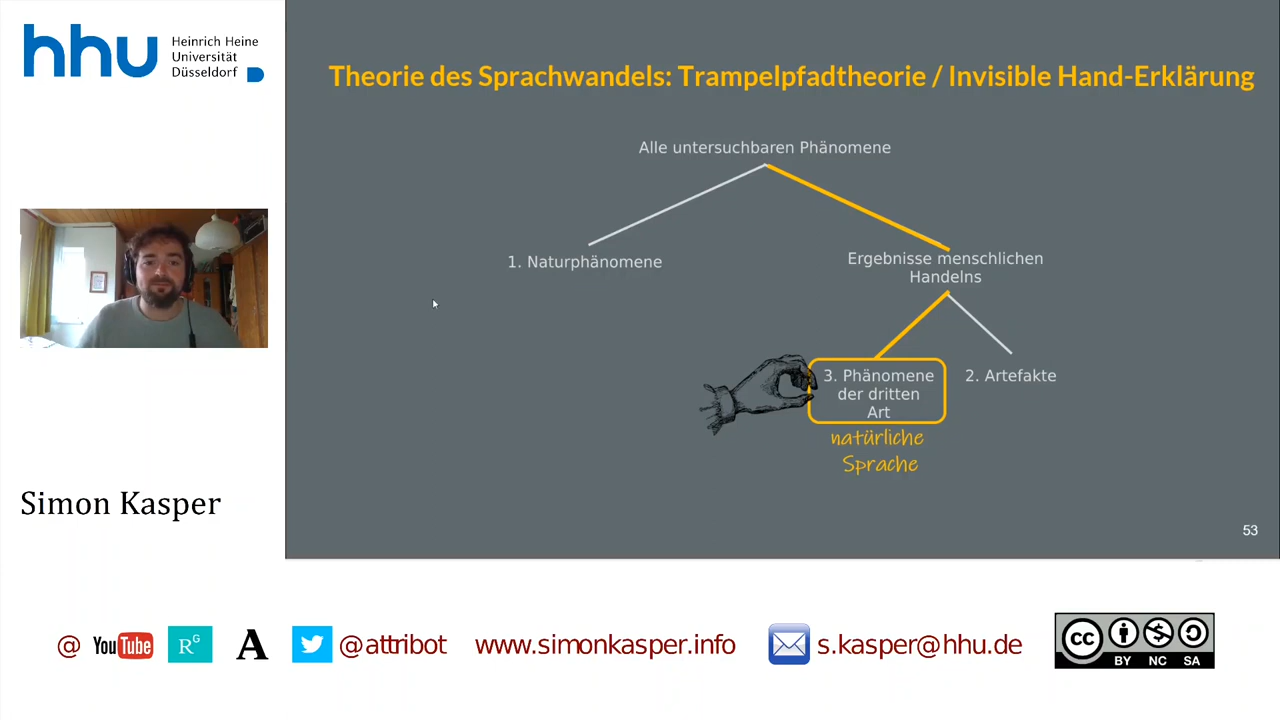 hhu
Heinrich Heine
Universität
Düsseldorf
Theorie des Sprachwandels: Trampelpfadtheorie / Invisible Hand-Erklärung
Alle untersuchbaren Phänomene
1. Naturphänomene
Ergebnisse menschlichen
Handelns
3. Phänomene
der dritten
Art
2. Artefakte
natürliche
Sprache
Simon Kasper
53
@ YouTube RG A @attribot www.simonkasper.info s.kasper@hhu.de
cc BY NC SA